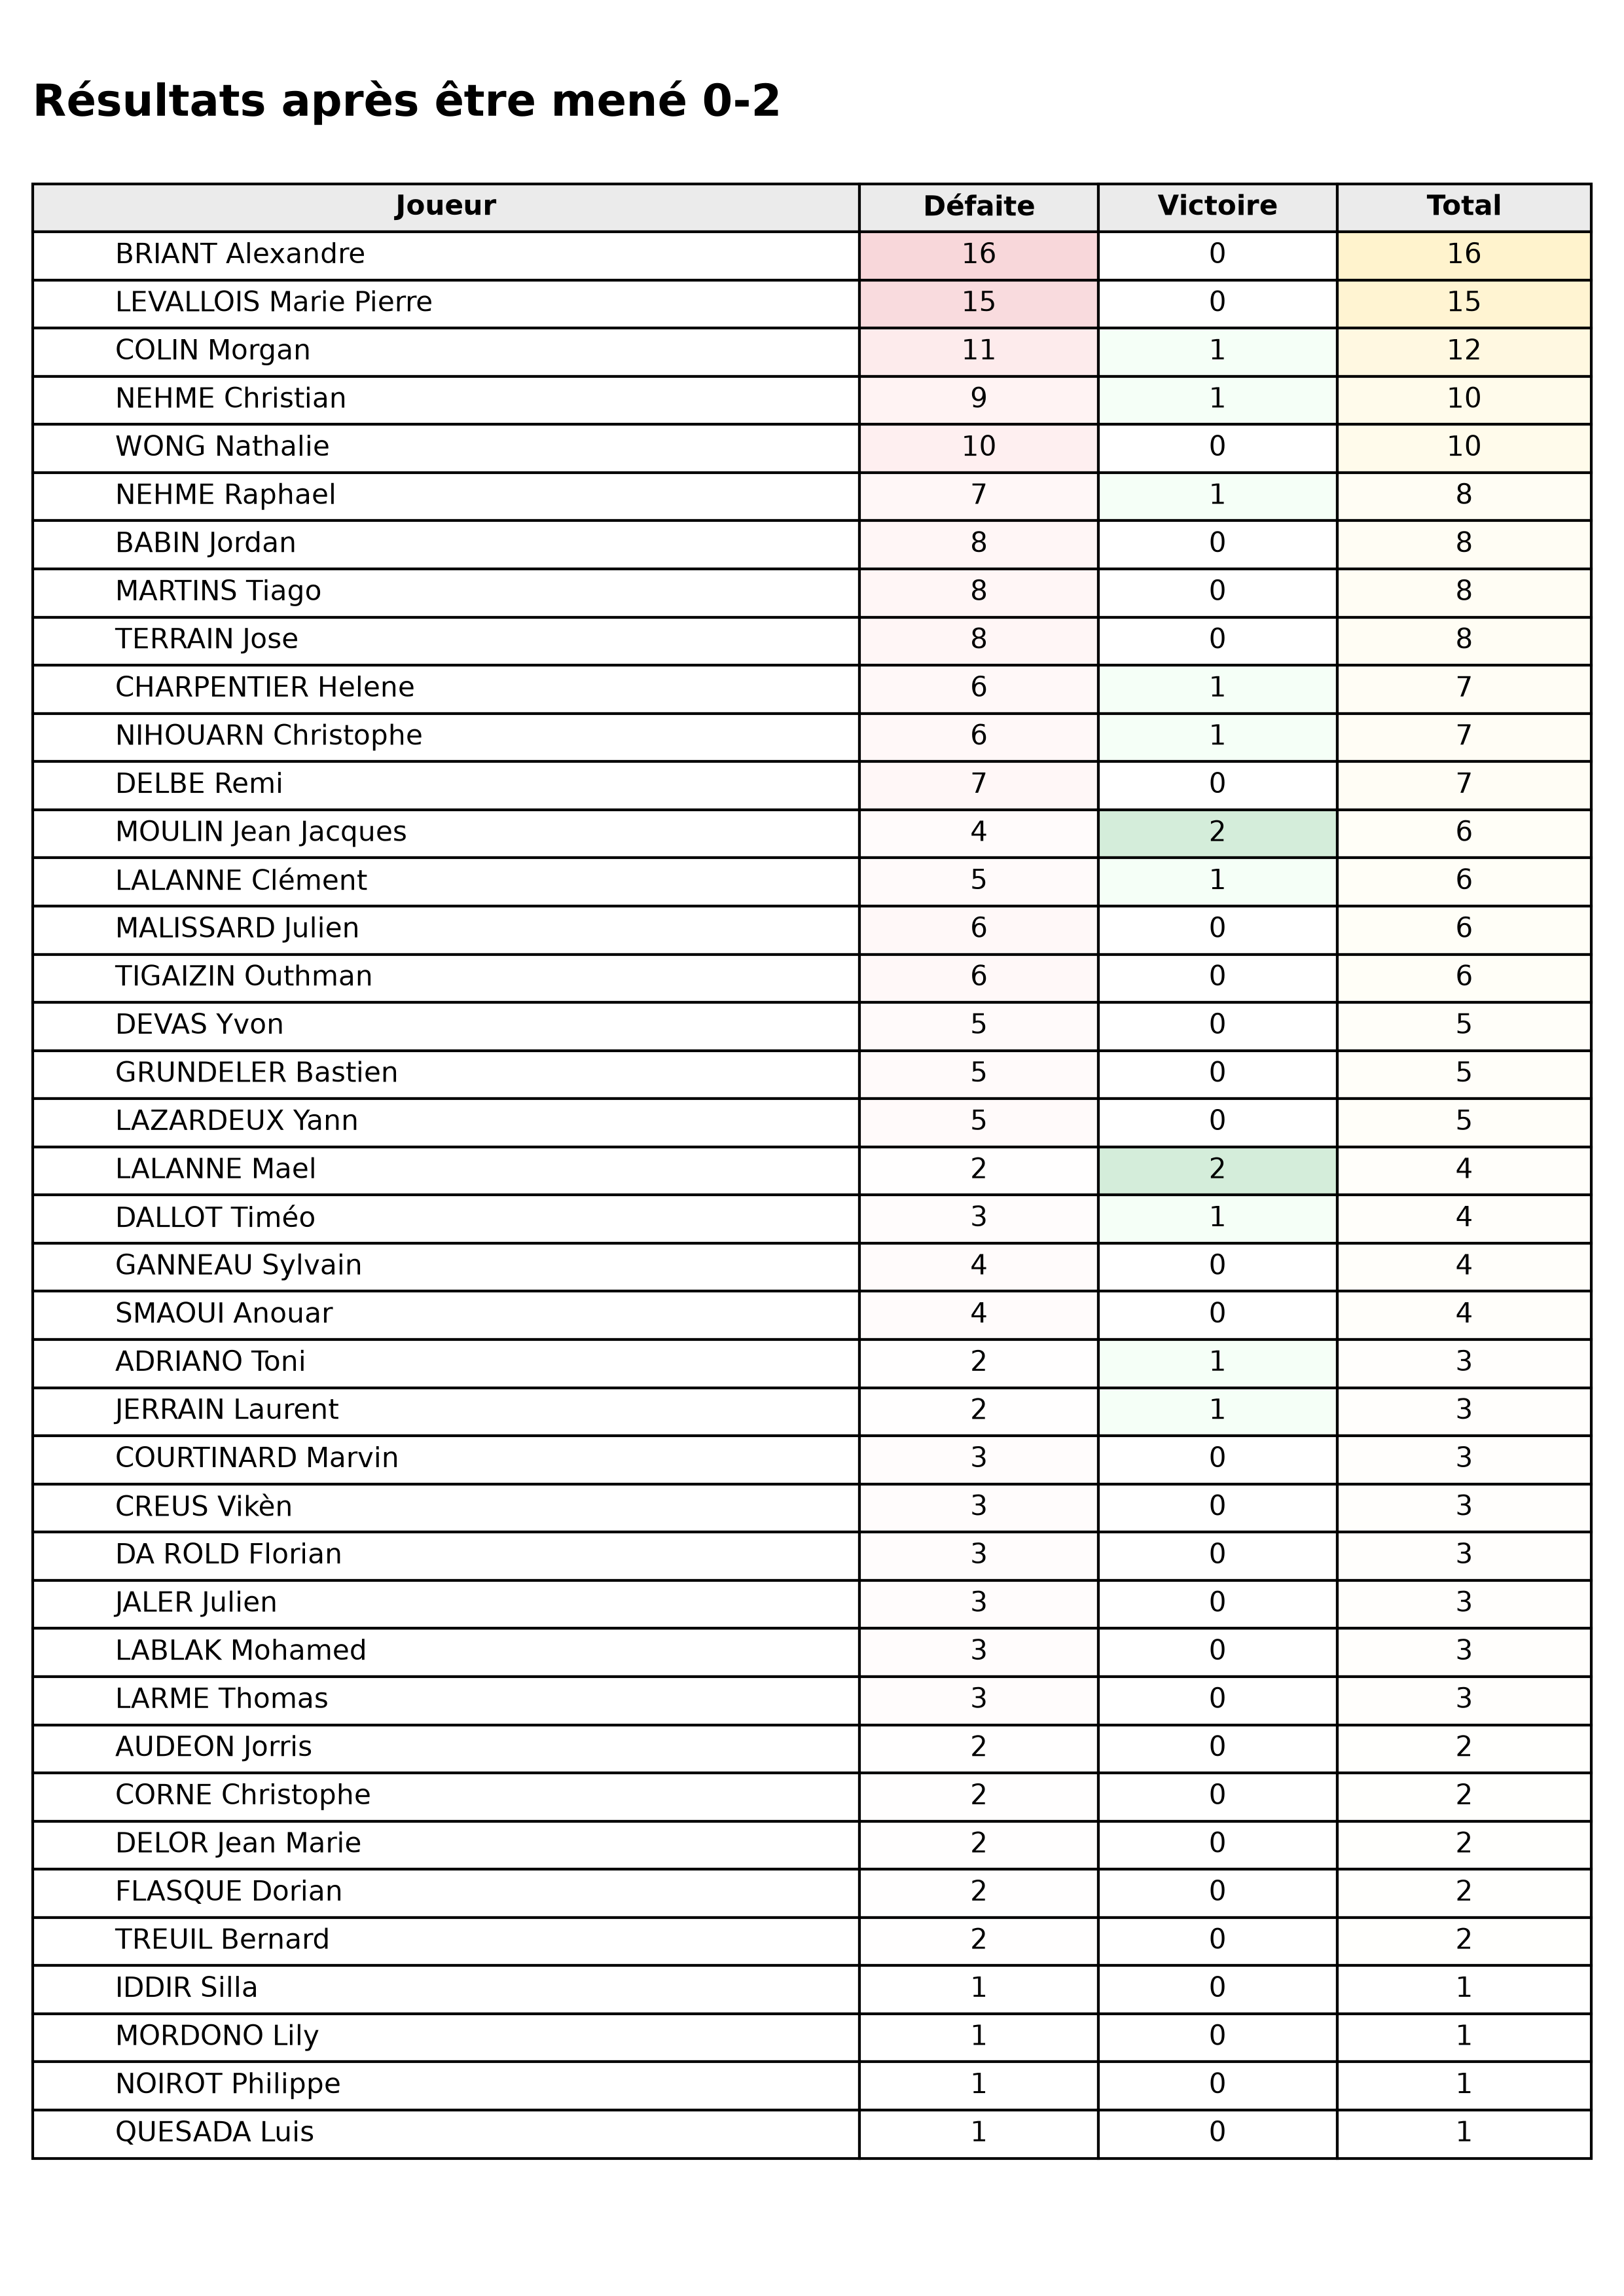 Résultats après être mené 0-2
Joueur Défaite Victoire Total
BRIANT Alexandre 16 0 16
LEVALLOIS Marie Pierre 15 0 15
COLIN Morgan 11 1 12
NEHME Christian 9 1 10
WONG Nathalie 10 0 10
NEHME Raphael 7 1 8
BABIN Jordan 8 0 8
MARTINS Tiago 8 0 8
TERRAIN Jose 8 0 8
CHARPENTIER Helene 6 1 7
NIHOUARN Christophe 6 1 7
DELBE Remi 7 0 7
MOULIN Jean Jacques 4 2 6
LALANNE Clément 5 1 6
MALISSARD Julien 6 0 6
TIGAIZIN Outhman 6 0 6
DEVAS Yvon 5 0 5
GRUNDELER Bastien 5 0 5
LAZARDEUX Yann 5 0 5
LALANNE Mael 2 2 4
DALLOT Timéo 3 1 4
GANNEAU Sylvain 4 0 4
SMAOUI Anouar 4 0 4
ADRIANO Toni 2 1 3
JERRAIN Laurent 2 1 3
COURTINARD Marvin 3 0 3
CREUS Vikèn 3 0 3
DA ROLD Florian 3 0 3
JALER Julien 3 0 3
LABLAK Mohamed 3 0 3
LARME Thomas 3 0 3
AUDEON Jorris 2 0 2
CORNE Christophe 2 0 2
DELOR Jean Marie 2 0 2
FLASQUE Dorian 2 0 2
TREUIL Bernard 2 0 2
IDDIR Silla 1 0 1
MORDONO Lily 1 0 1
NOIROT Philippe 1 0 1
QUESADA Luis 1 0 1